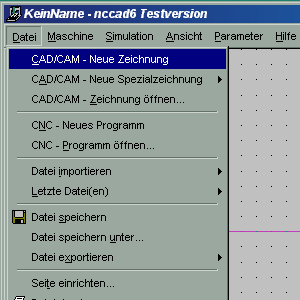 KeinName - nccad6 Testversion
Datei Maschine Simulation Ansicht Parameter Hilfe
CAD/CAM - Neue Zeichnung
CAD/CAM - Neue Spezialzeichnung
CAD/CAM - Zeichnung öffnen...
CNC - Neues Programm
CNC - Programm öffnen...
Datei importieren
Letzte Datei(en)
Datei speichern
Datei speichern unter...
Datei exportieren
Seite einrichten...